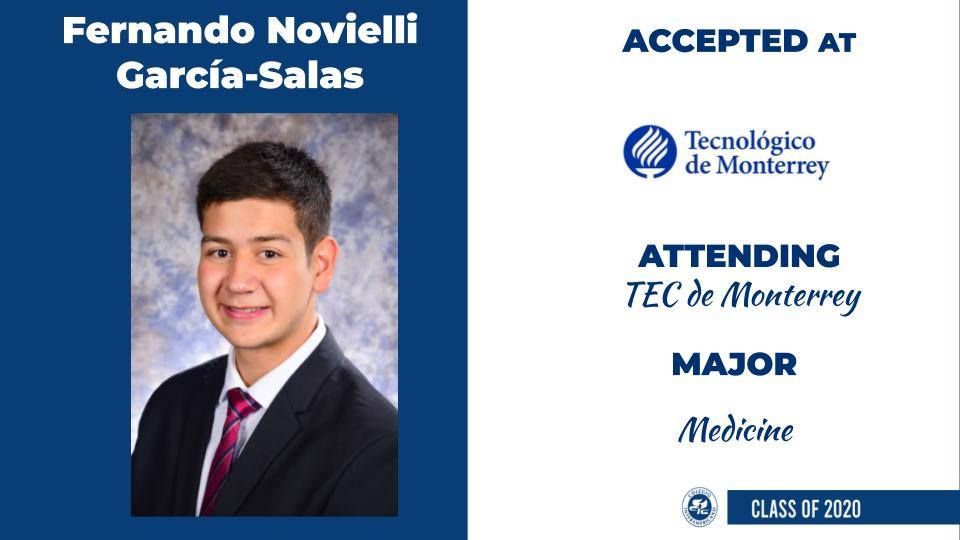 Fernando Novielli
García-Salas
ACCEPTED AT
Tecnológico
de Monterrey
ATTENDING
TEC de Monterrey
MAJOR
Medicine
CLASS OF 2020